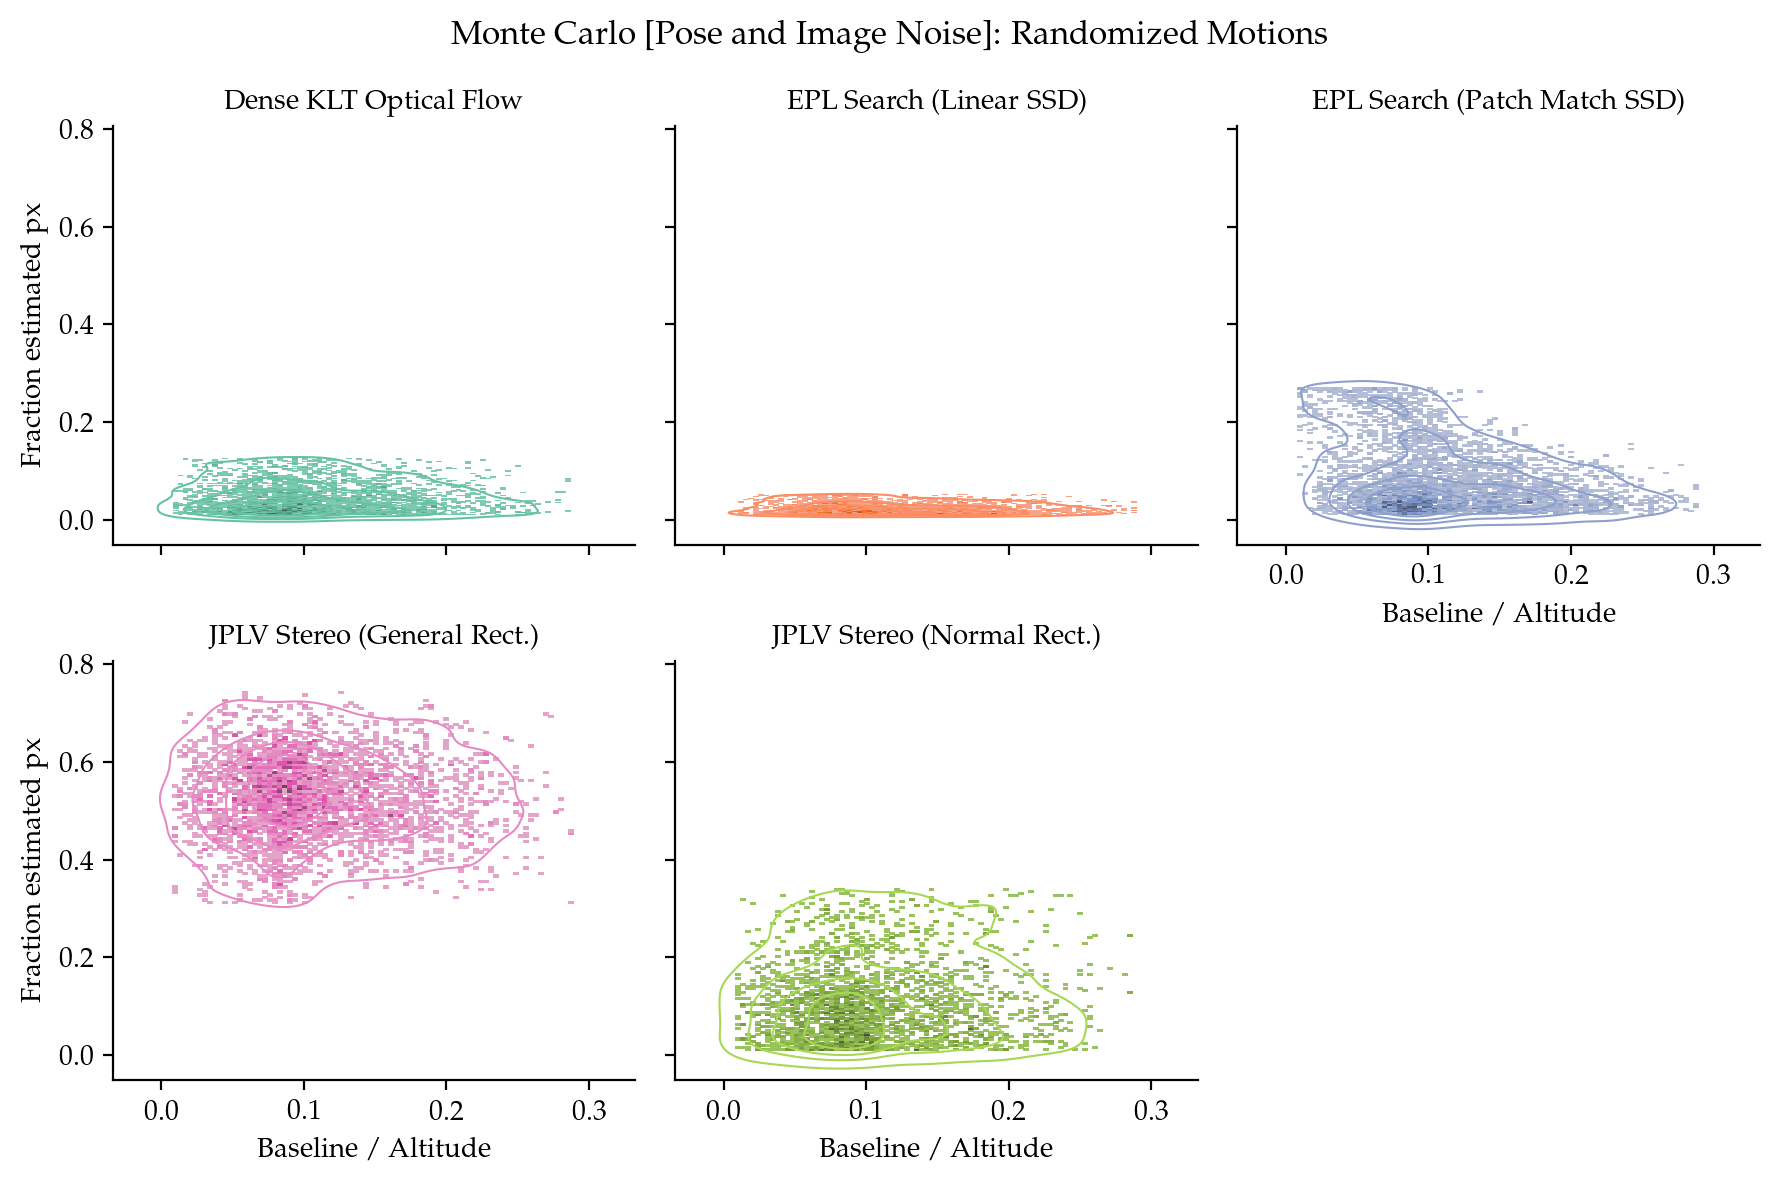 Monte Carlo [Pose and Image Noise]: Randomized Motions
Dense KLT Optical Flow
EPL Search (Linear SSD)
EPL Search (Patch Match SSD)
0.8
0.6
0.4
0.2
0.0
Fraction estimated px
0.0 0.1 0.2 0.3
Baseline / Altitude
JPLV Stereo (General Rect.)
JPLV Stereo (Normal Rect.)
0.8
0.6
0.4
0.2
0.0
Fraction estimated px
0.0 0.1 0.2 0.3
0.0 0.1 0.2 0.3
Baseline / Altitude
Baseline / Altitude